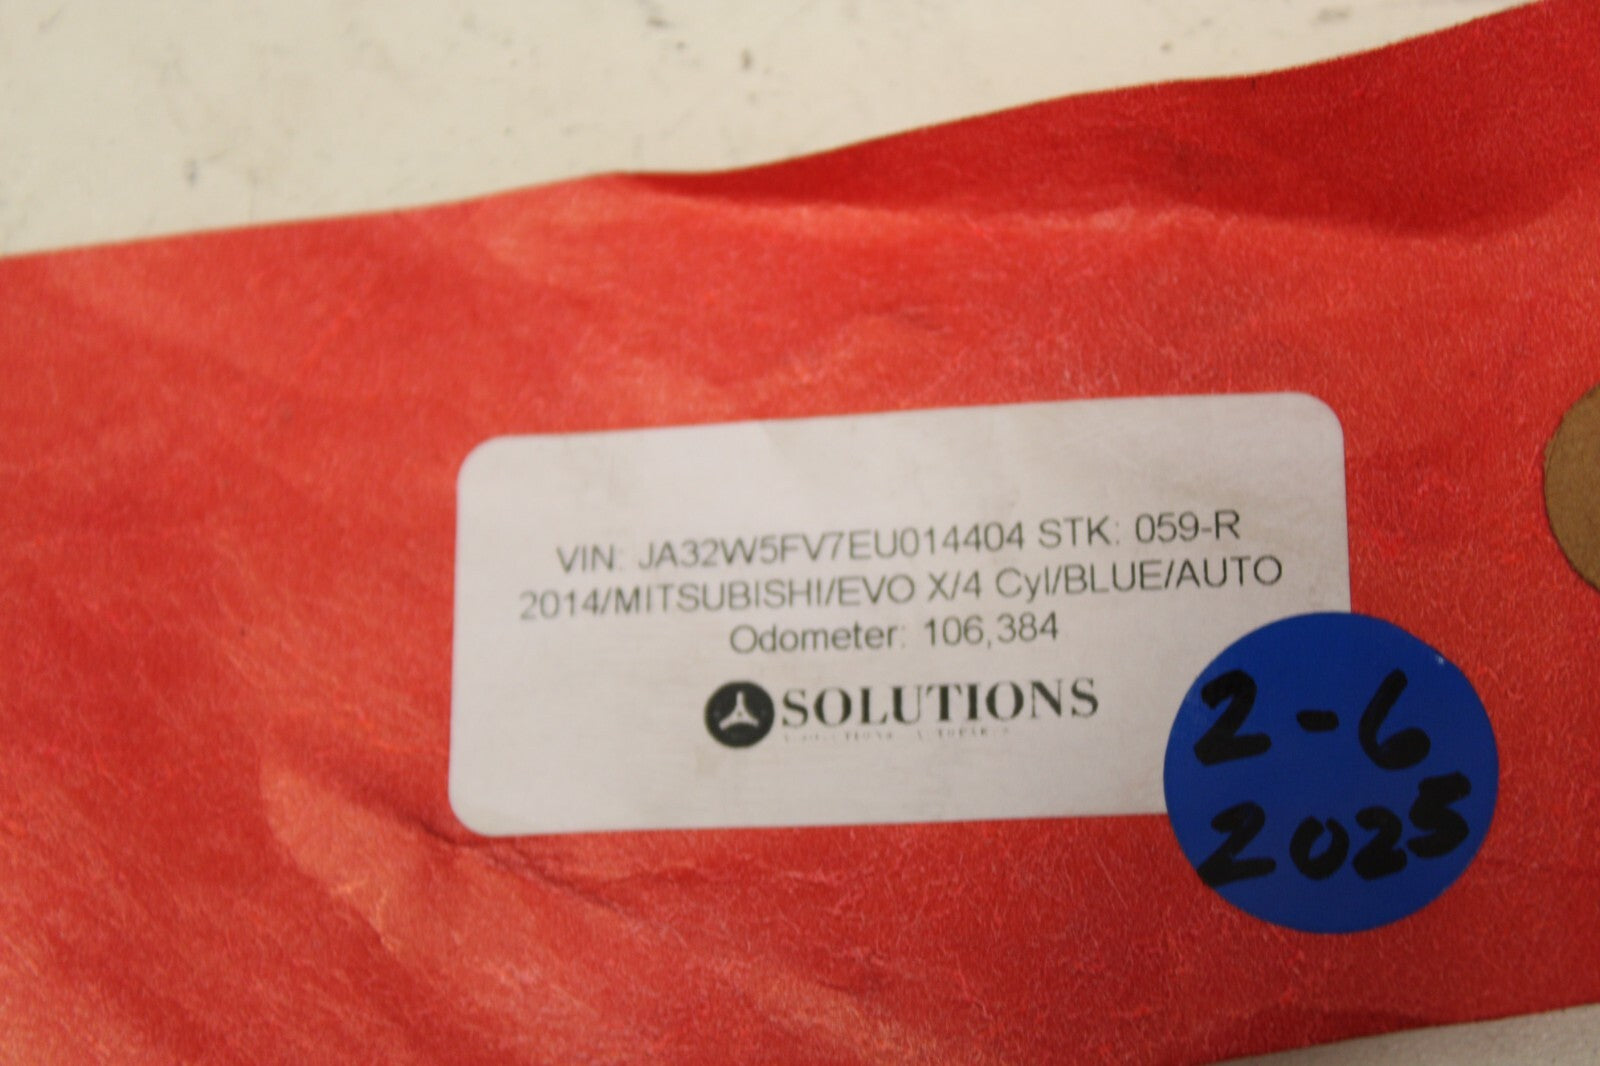 VIN: JA32W5FV7EU014404 STK: 059-R
2014/MITSUBISHI/EVO X/4 Cyl/BLUE/AUTO
Odometer: 106,384
SOLUTIONS
2-6
2025